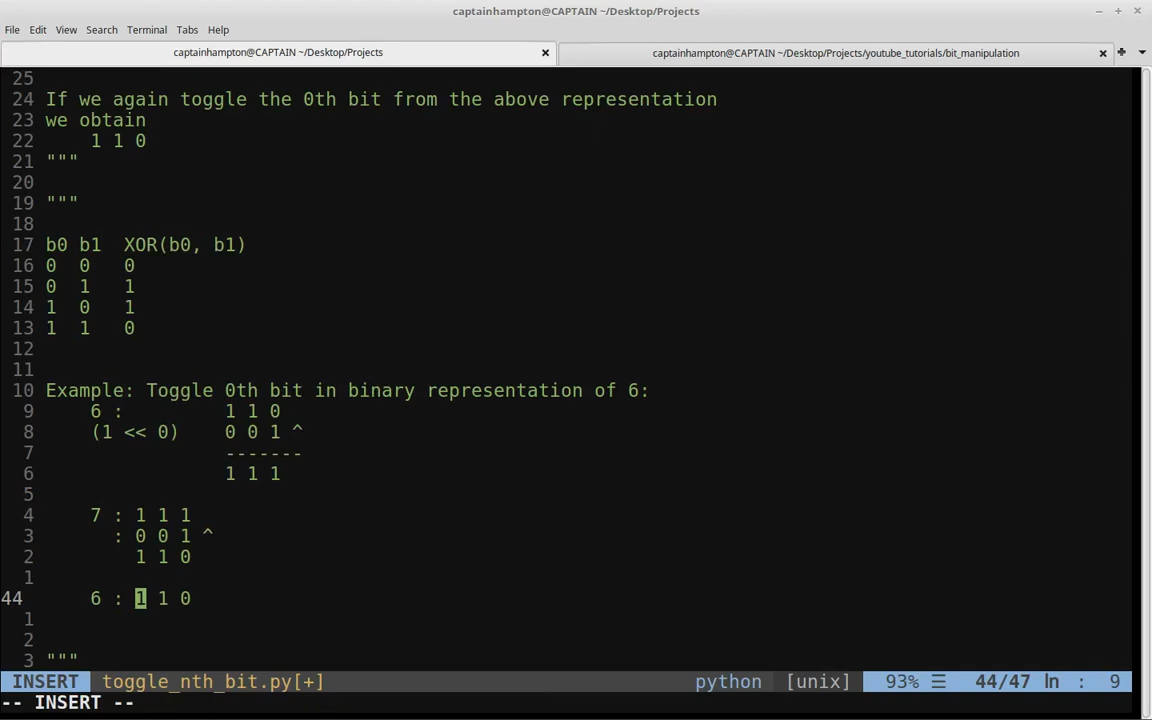 captainhampton@CAPTAIN ~/Desktop/Projects
File Edit View Search Terminal Tabs Help
captainhampton@CAPTAIN ~/Desktop/Projects captainhampton@CAPTAIN ~/Desktop/Projects/youtube_tutorials/bit_manipulation
25
24 If we again toggle the 0th bit from the above representation
23 we obtain
22     1 1 0
21 """
20
19 """
18
17 b0 b1  XOR(b0, b1)
16 0  0   0
15 0  1   1
14 1  0   1
13 1  1   0
12
11
10 Example: Toggle 0th bit in binary representation of 6:
9     6 :         1 1 0
8     (1 << 0)    0 0 1 ^
7                 -------
6                 1 1 1
5
4     7 : 1 1 1
3       : 0 0 1 ^
2         1 1 0
1
44     6 : 1 1 0
1
2
3 """
INSERT toggle_nth_bit.py[+] python [unix] 93% ☰ 44/47 ln : 9
-- INSERT --